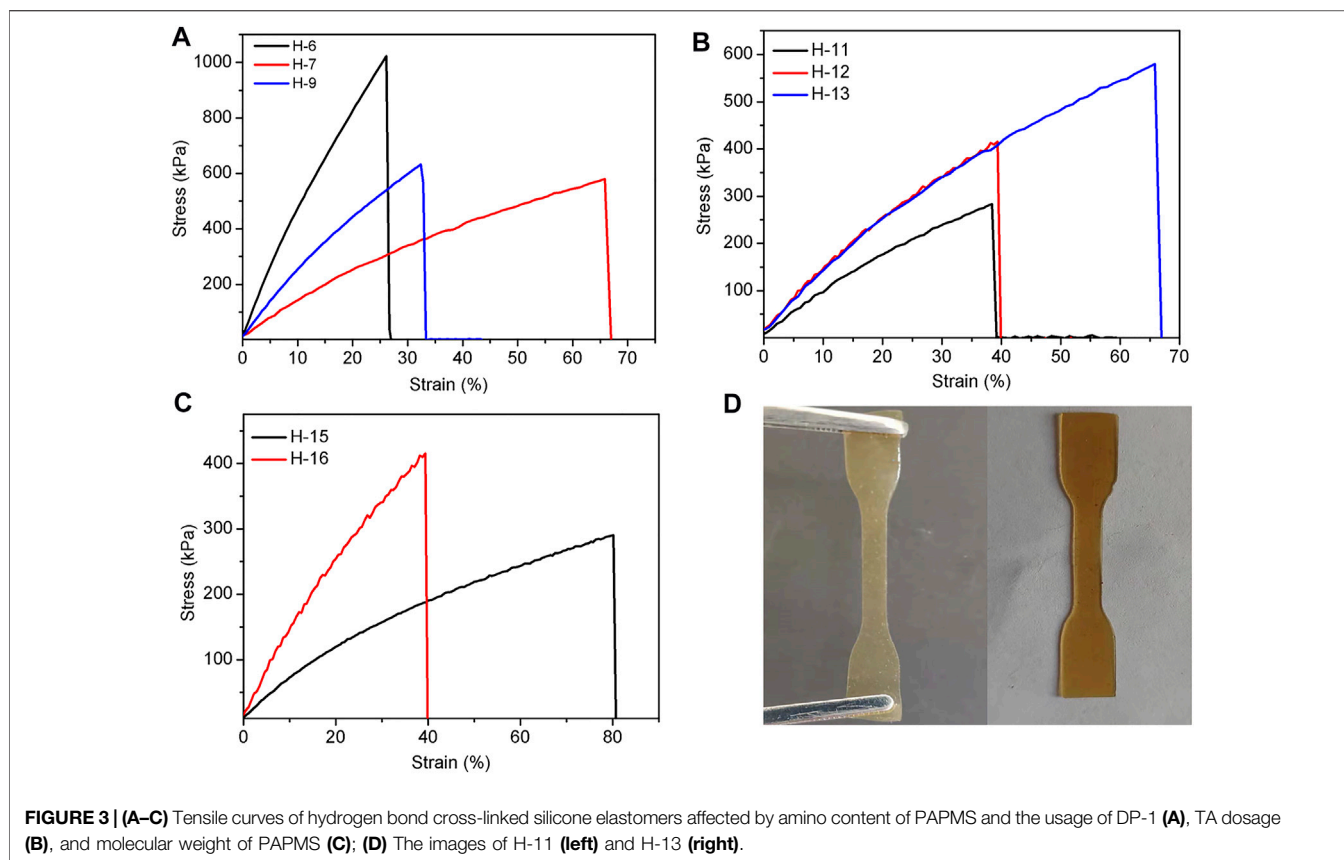 A
H-6
H-7
H-9
1000
800
600
400
200
Stress (kPa)
0 10 20 30 40 50 60 70
Strain (%)
B
H-11
H-12
H-13
600
500
400
300
200
100
Stress (kPa)
0 10 20 30 40 50 60 70
Strain (%)
C
H-15
H-16
400
300
200
100
Stress (kPa)
0 20 40 60 80
Strain (%)
D
FIGURE 3 | (A–C) Tensile curves of hydrogen bond cross-linked silicone elastomers affected by amino content of PAPMS and the usage of DP-1 (A), TA dosage
(B), and molecular weight of PAPMS (C); (D) The images of H-11 (left) and H-13 (right).